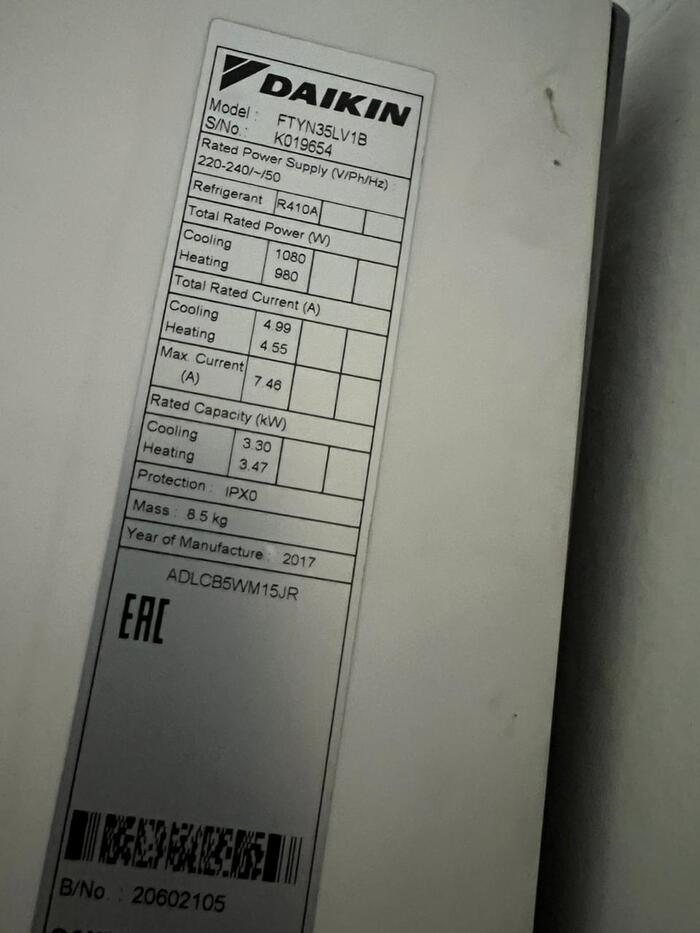 DAIKIN
Model : FTYN35LV1B
S/No. : K019654
Rated Power Supply (V/Ph/Hz) :
220-240/~/50
Refrigerant R410A
Total Rated Power (W)
Cooling 1080
Heating 980
Total Rated Current (A)
Cooling 4.99
Heating 4.55
Max. Current (A) 7.46
Rated Capacity (kW)
Cooling 3.30
Heating 3.47
Protection : IPX0
Mass : 8.5 kg
Year of Manufacture : 2017
ADLCB5WM15JR
EAC
B/No. : 20602105